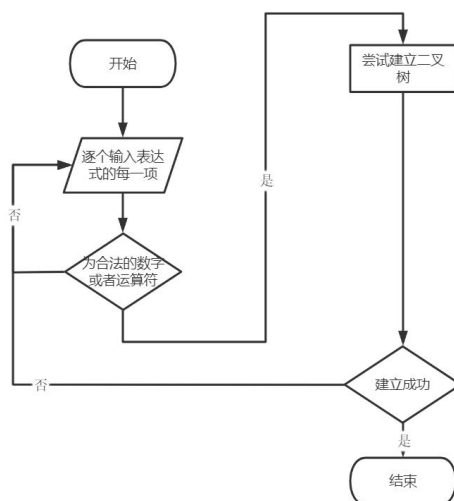 开始
尝试建立二叉
树
逐个输入表达
式的每一项
是
否
为合法的数字
或者运算符
否
建立成功
是
结束